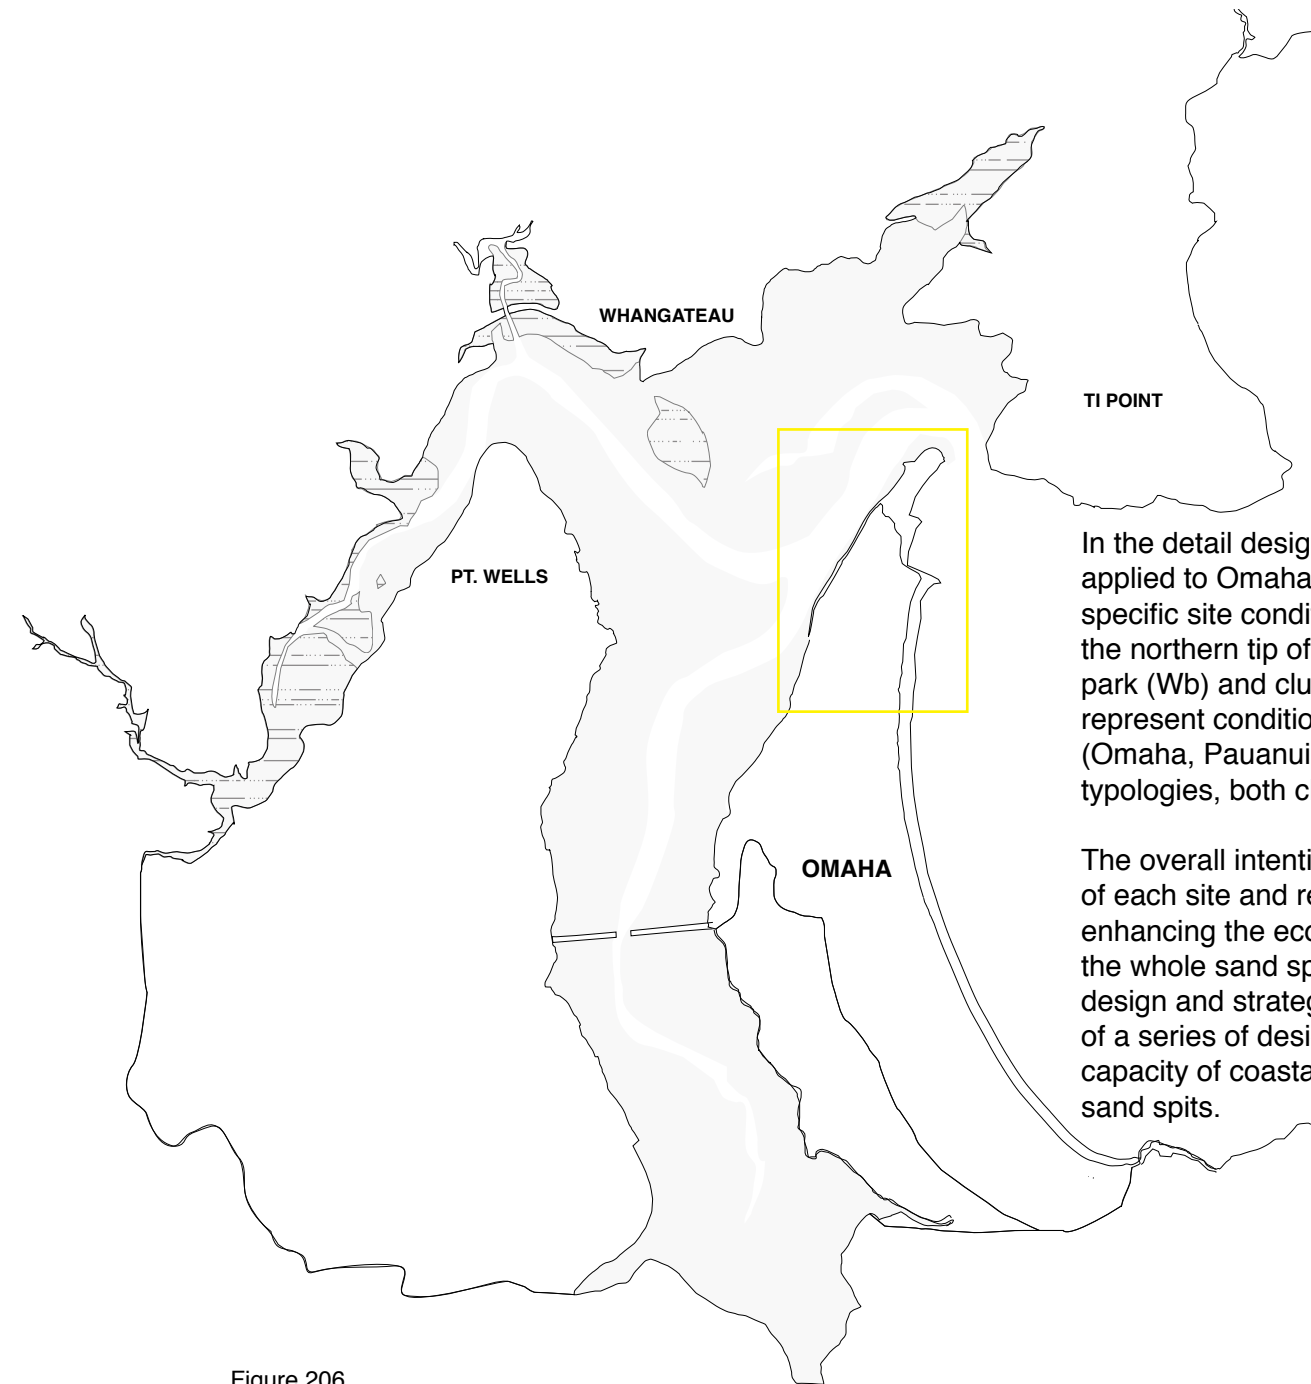 WHANGATEAU
TI POINT
PT. WELLS
OMAHA
In the detail desig
applied to Omaha
specific site condi
the northern tip of
park (Wb) and clu
represent conditio
(Omaha, Pauanui
typologies, both c
The overall intenti
of each site and re
enhancing the eco
the whole sand sp
design and strateg
of a series of desi
capacity of coasta
sand spits.
Figure 206